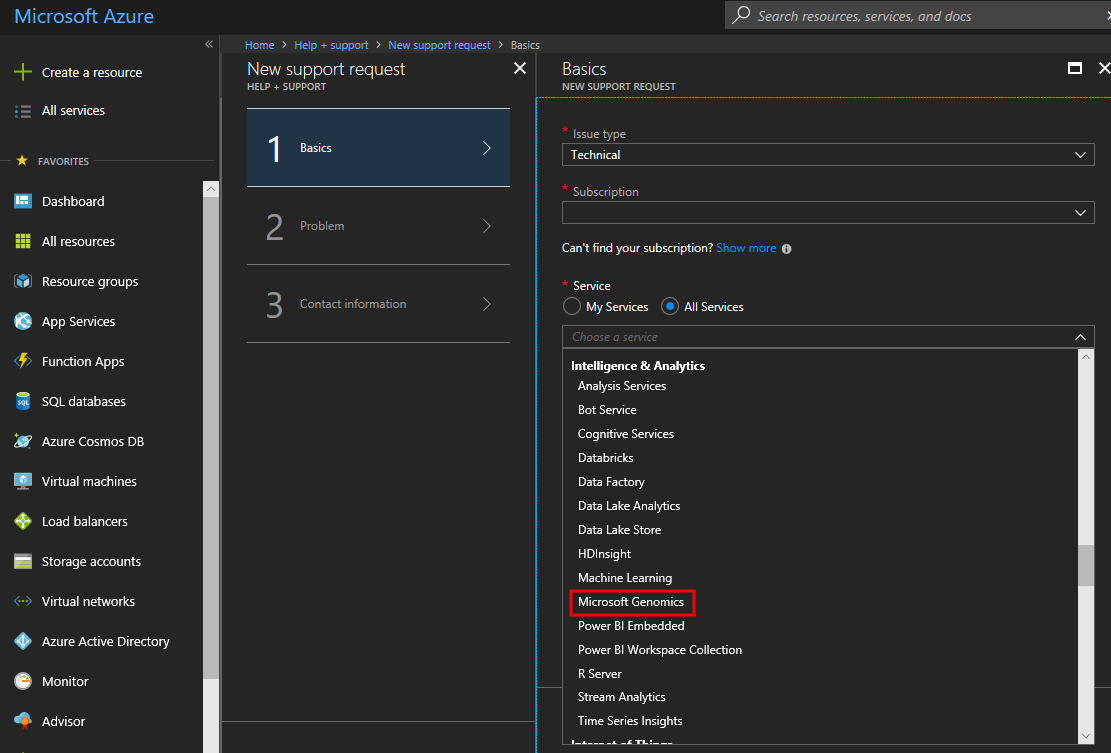 Microsoft Azure
Search resources, services, and docs
Create a resource
All services
FAVORITES
Dashboard
All resources
Resource groups
App Services
Function Apps
SQL databases
Azure Cosmos DB
Virtual machines
Load balancers
Storage accounts
Virtual networks
Azure Active Directory
Monitor
Advisor
Home > Help + support > New support request > Basics
New support request
HELP + SUPPORT
1 Basics
2 Problem
3 Contact information
Basics
NEW SUPPORT REQUEST
* Issue type
Technical
* Subscription
Can't find your subscription? Show more
* Service
My Services All Services
Choose a service
Intelligence & Analytics
Analysis Services
Bot Service
Cognitive Services
Databricks
Data Factory
Data Lake Analytics
Data Lake Store
HDInsight
Machine Learning
Microsoft Genomics
Power BI Embedded
Power BI Workspace Collection
R Server
Stream Analytics
Time Series Insights
Internet of Things